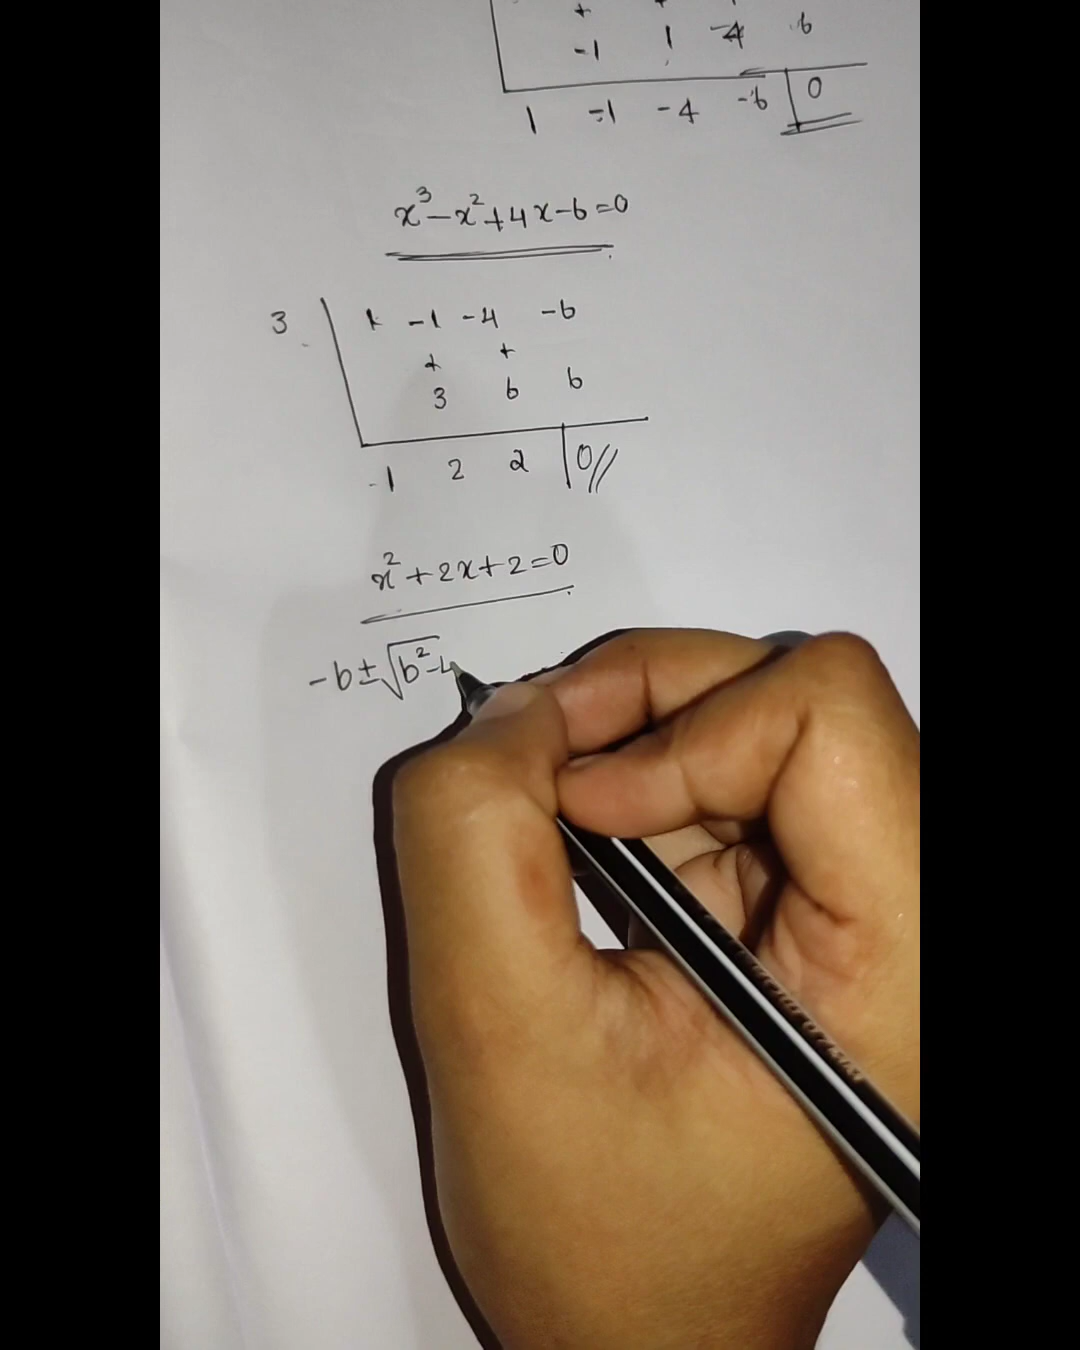 + +
-1 1 -4 6
1 -1 -4 -6 0
x³-x²+4x-6=0
3 1 -1 -4 -6
+ +
3 6 6
1 2 2 0//
x²+2x+2=0
-b±√b²-4